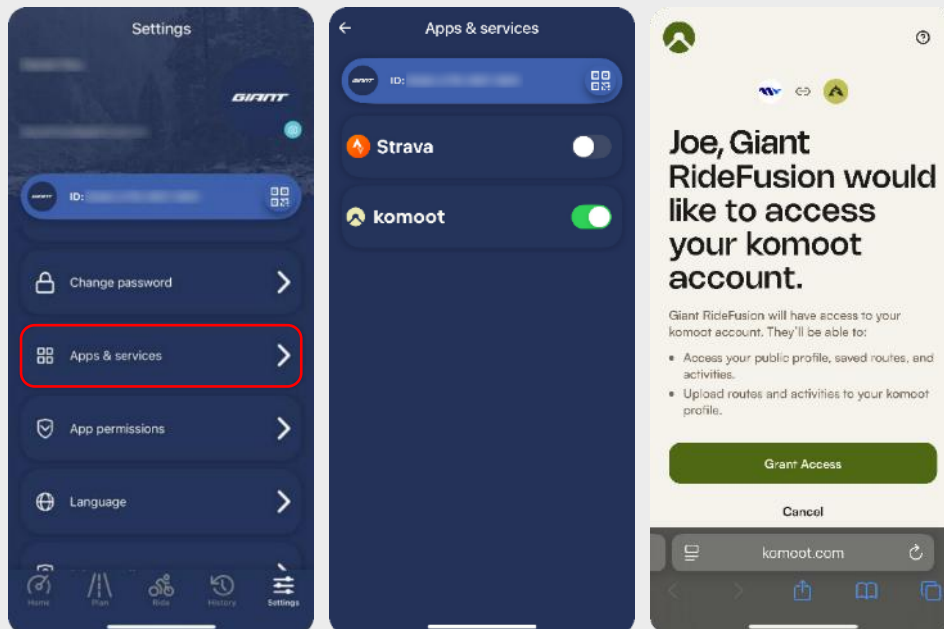 Settings
GIANT
GIANT
ID:
Change password
Apps & services
App permissions
Language
Home
Plan
Ride
History
Settings
Apps & services
GIANT
ID:
Strava
komoot
Joe, Giant
RideFusion would
like to access
your komoot
account.
Giant RideFusion will have access to your
komoot account. They'll be able to:
• Access your public profile, saved routes, and
activities.
• Upload routes and activities to your komoot
profile.
Grant Access
Cancel
komoot.com